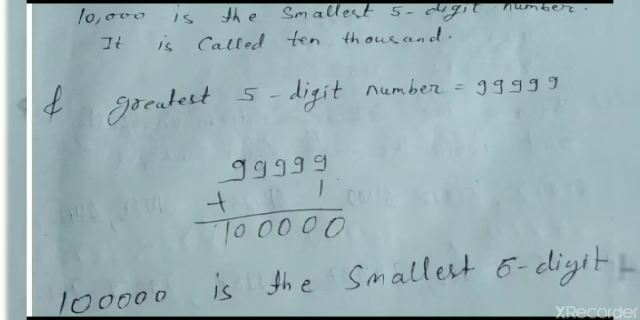 10,000 is the smallest 5-digit number.
It is Called ten thousand.
& greatest 5-digit number = 99999
99999
+ 1
100000
100000 is the Smallest 6-digit
XRecorder